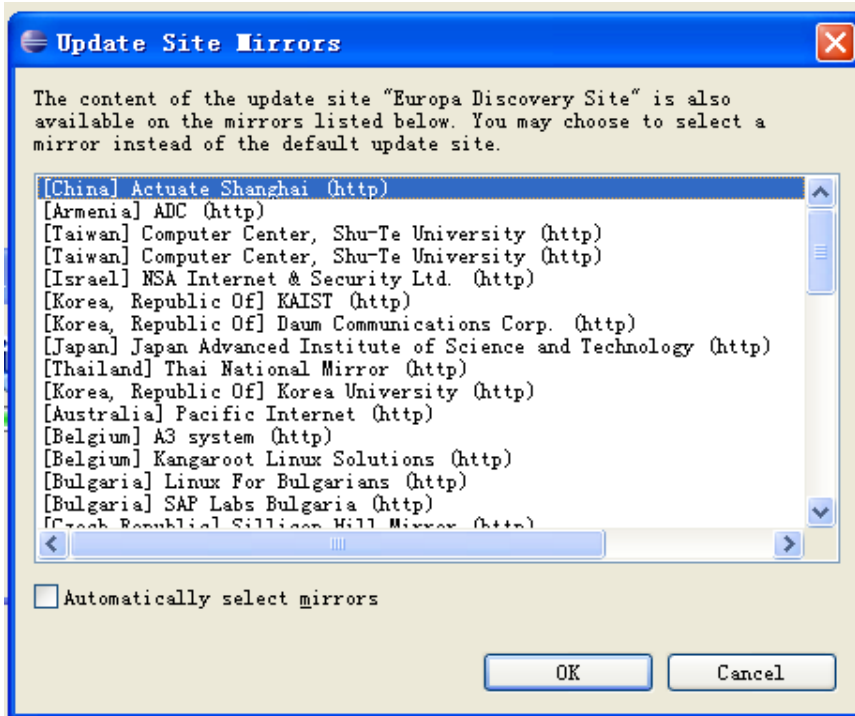 Update Site Mirrors
The content of the update site "Europa Discovery Site" is also
available on the mirrors listed below. You may choose to select a
mirror instead of the default update site.
[China] Actuate Shanghai (http)
[Armenia] ADC (http)
[Taiwan] Computer Center, Shu-Te University (http)
[Taiwan] Computer Center, Shu-Te University (http)
[Israel] NSA Internet & Security Ltd. (http)
[Korea, Republic Of] KAIST (http)
[Korea, Republic Of] Daum Communications Corp. (http)
[Japan] Japan Advanced Institute of Science and Technology (http)
[Thailand] Thai National Mirror (http)
[Korea, Republic Of] Korea University (http)
[Australia] Pacific Internet (http)
[Belgium] A3 system (http)
[Belgium] Kangaroot Linux Solutions (http)
[Bulgaria] Linux For Bulgarians (http)
[Bulgaria] SAP Labs Bulgaria (http)
[Czech Republic] Sillicon Hill Mirror (http)
Automatically select mirrors
OK Cancel